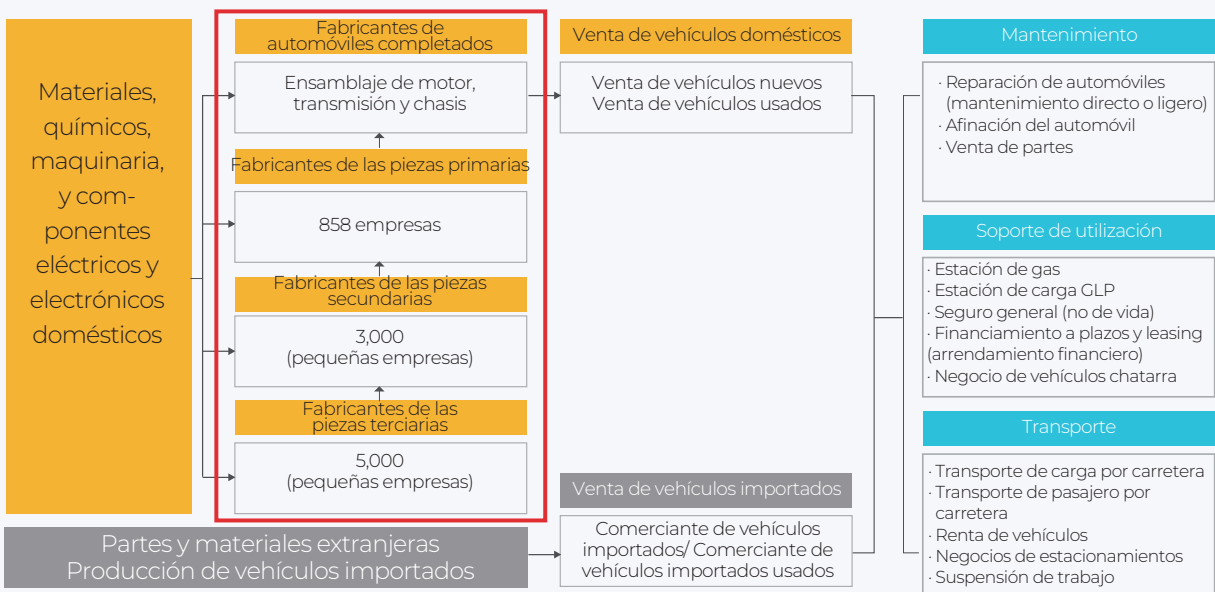 Materiales,
químicos,
maquinaria,
y com-
ponentes
eléctricos y
electrónicos
domésticos
Fabricantes de
automóviles completados
Ensamblaje de motor,
transmisión y chasis
Fabricantes de las piezas primarias
858 empresas
Fabricantes de las piezas
secundarias
3,000
(pequeñas empresas)
Fabricantes de las
piezas terciarias
5,000
(pequeñas empresas)
Partes y materiales extranjeras
Producción de vehículos importados
Venta de vehículos domésticos
Venta de vehículos nuevos
Venta de vehículos usados
Venta de vehículos importados
Comerciante de vehículos
importados/ Comerciante de
vehículos importados usados
Mantenimiento
· Reparación de automóviles
(mantenimiento directo o ligero)
· Afinación del automóvil
· Venta de partes
Soporte de utilización
· Estación de gas
· Estación de carga GLP
· Seguro general (no de vida)
· Financiamiento a plazos y leasing
(arrendamiento financiero)
· Negocio de vehículos chatarra
Transporte
· Transporte de carga por carretera
· Transporte de pasajero por
carretera
· Renta de vehículos
· Negocios de estacionamientos
· Suspensión de trabajo